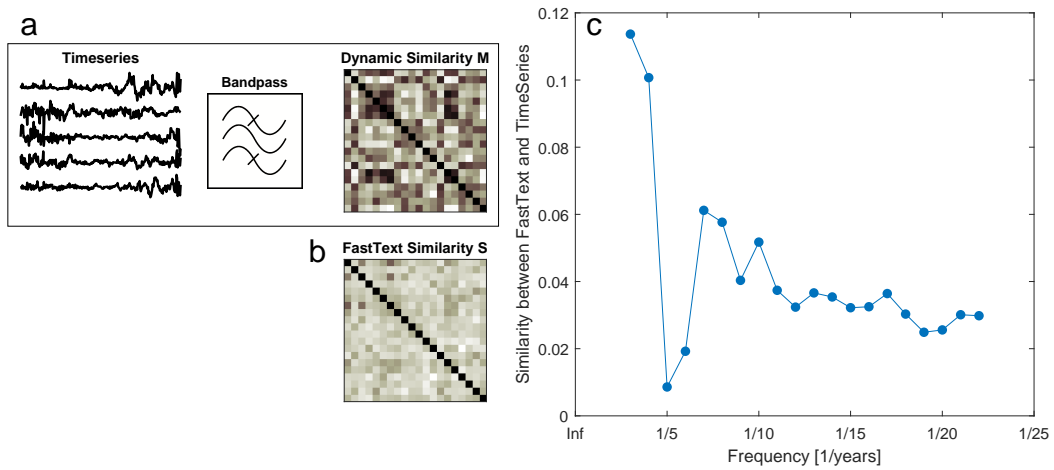 a
Timeseries
Bandpass
Dynamic Similarity M
b
FastText Similarity S
c
Similarity between FastText and TimeSeries
0.12
0.1
0.08
0.06
0.04
0.02
0
Inf
1/5
1/10
1/15
1/20
1/25
Frequency [1/years]